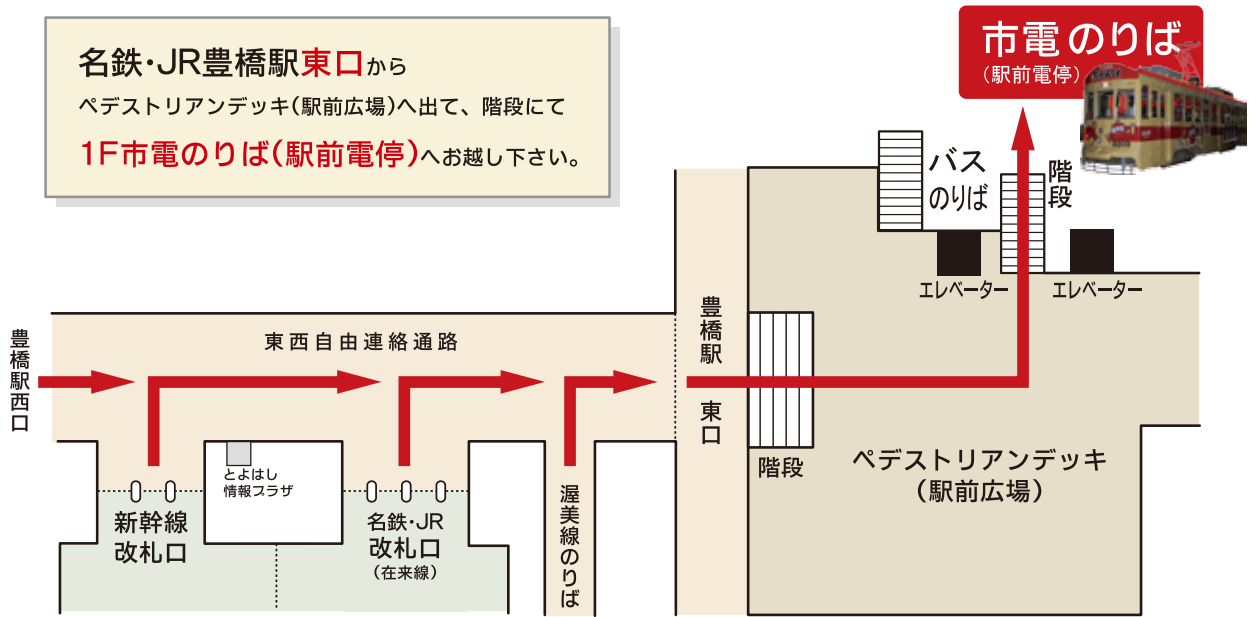 名鉄・JR豊橋駅東口から
ペデストリアンデッキ(駅前広場)へ出て、階段にて
1F市電のりば(駅前電停)へお越し下さい。
市電のりば
(駅前電停)
バス
のりば
階段
エレベーター
エレベーター
豊橋駅西口
東西自由連絡通路
豊橋駅
東口
階段
ペデストリアンデッキ
(駅前広場)
とよはし
情報プラザ
新幹線
改札口
名鉄・JR
改札口
(在来線)
渥美線のりば